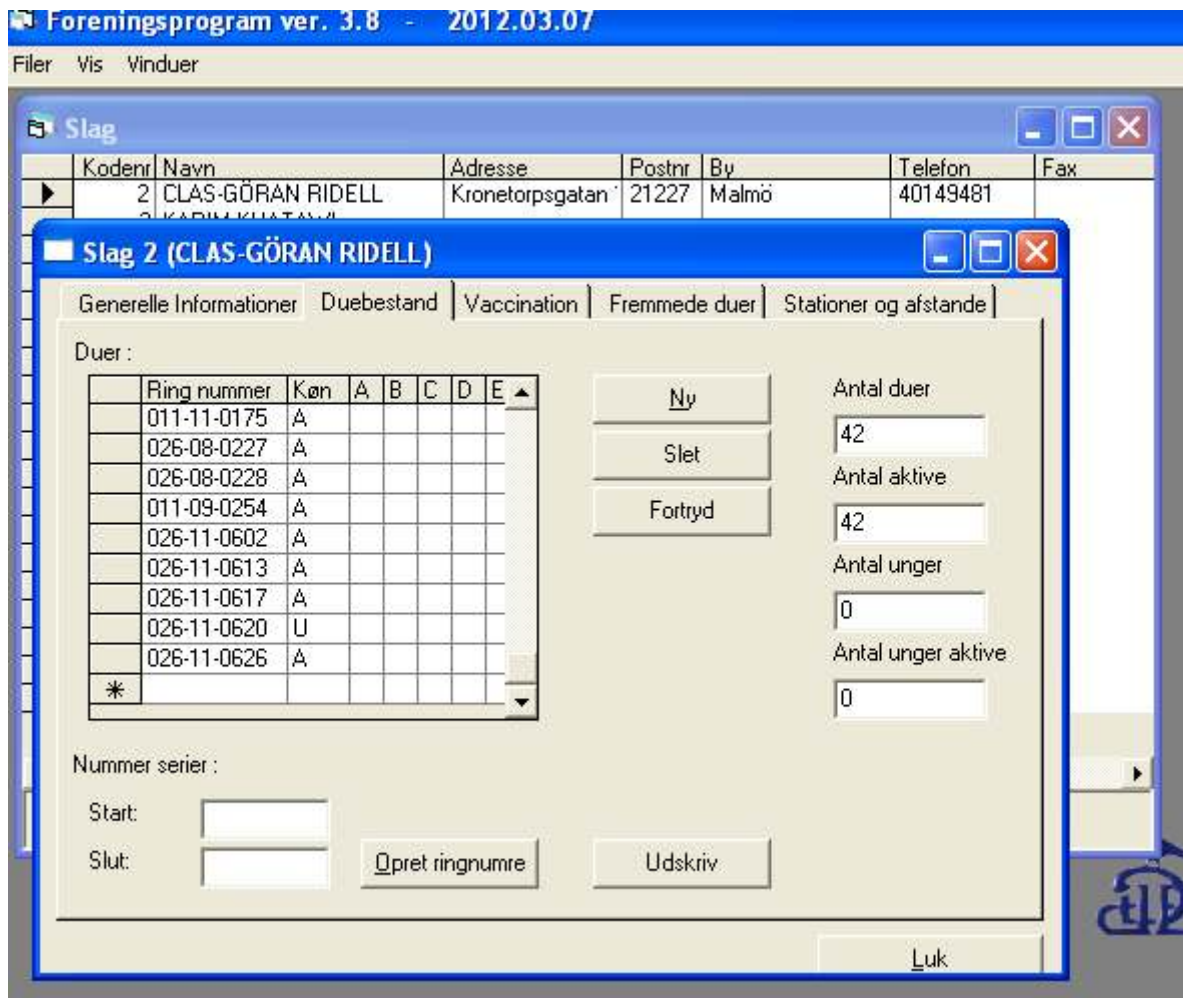 Foreningsprogram ver. 3.8 - 2012.03.07
Filer Vis Vinduer
Slag
Kodenr Navn Adresse Postnr By Telefon Fax
2 CLAS-GÖRAN RIDELL Kronetorpsgatan 21227 Malmö 40149481
Slag 2 (CLAS-GÖRAN RIDELL)
Generelle Informationer Duebestand Vaccination Fremmede duer Stationer og afstande
Duer :
Ring nummer Køn A B C D E
011-11-0175 A
026-08-0227 A
026-08-0228 A
011-09-0254 A
026-11-0602 A
026-11-0613 A
026-11-0617 A
026-11-0620 U
026-11-0626 A
Ny
Slet
Fortryd
Antal duer
42
Antal aktive
42
Antal unger
0
Antal unger aktive
0
Nummer serier :
Start:
Slut:
Opret ringnumre
Udskriv
Luk